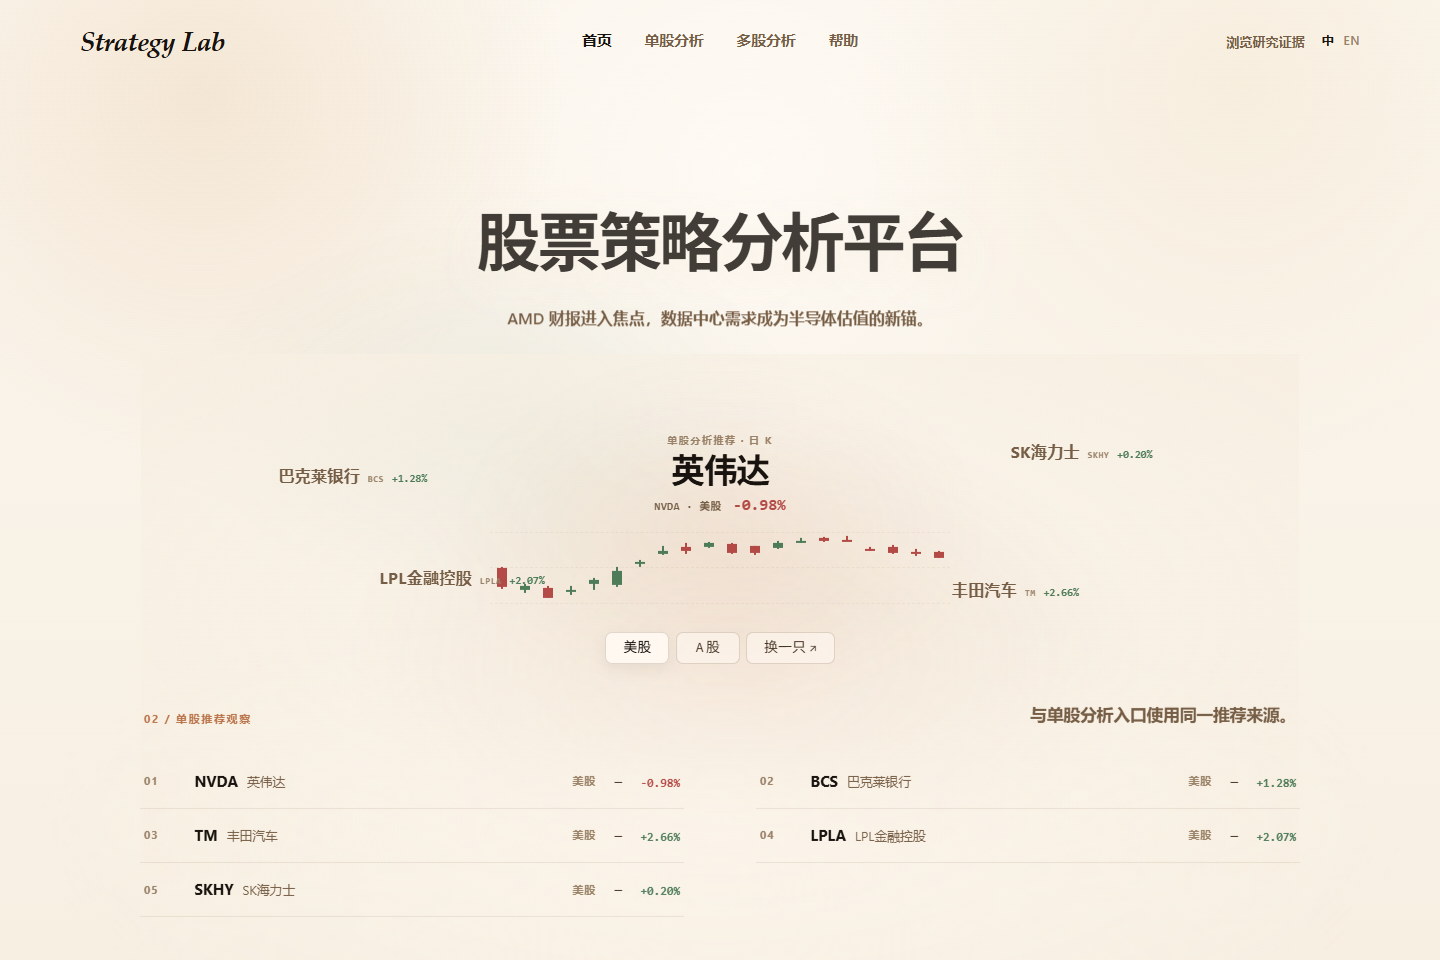 Strategy Lab
首页 单股分析 多股分析 帮助
浏览研究证据 中 EN
股票策略分析平台
AMD 财报进入焦点，数据中心需求成为半导体估值的新锚。
单股分析推荐 · 日 K
英伟达
NVDA · 美股 -0.98%
SK海力士 SKHY +0.20%
巴克莱银行 BCS +1.28%
LPL金融控股 LPLA +2.07%
丰田汽车 TM +2.66%
美股 A 股 换一只 ↗
02 / 单股推荐观察
与单股分析入口使用同一推荐来源。
01 NVDA 英伟达 美股 — -0.98%
02 BCS 巴克莱银行 美股 — +1.28%
03 TM 丰田汽车 美股 — +2.66%
04 LPLA LPL金融控股 美股 — +2.07%
05 SKHY SK海力士 美股 — +0.20%